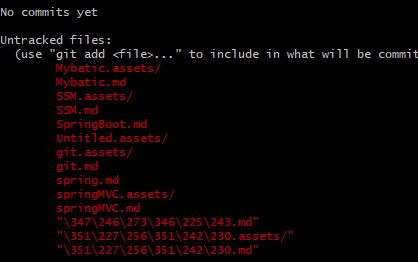 No commits yet
Untracked files:
(use "git add <file>..." to include in what will be commit
Mybatic.assets/
Mybatic.md
SSM.assets/
SSM.md
SpringBoot.md
Untitled.assets/
git.assets/
git.md
spring.md
springMVC.assets/
springMVC.md
"\347\246\273\346\225\243.md"
"\351\227\256\351\242\230.assets/"
"\351\227\256\351\242\230.md"